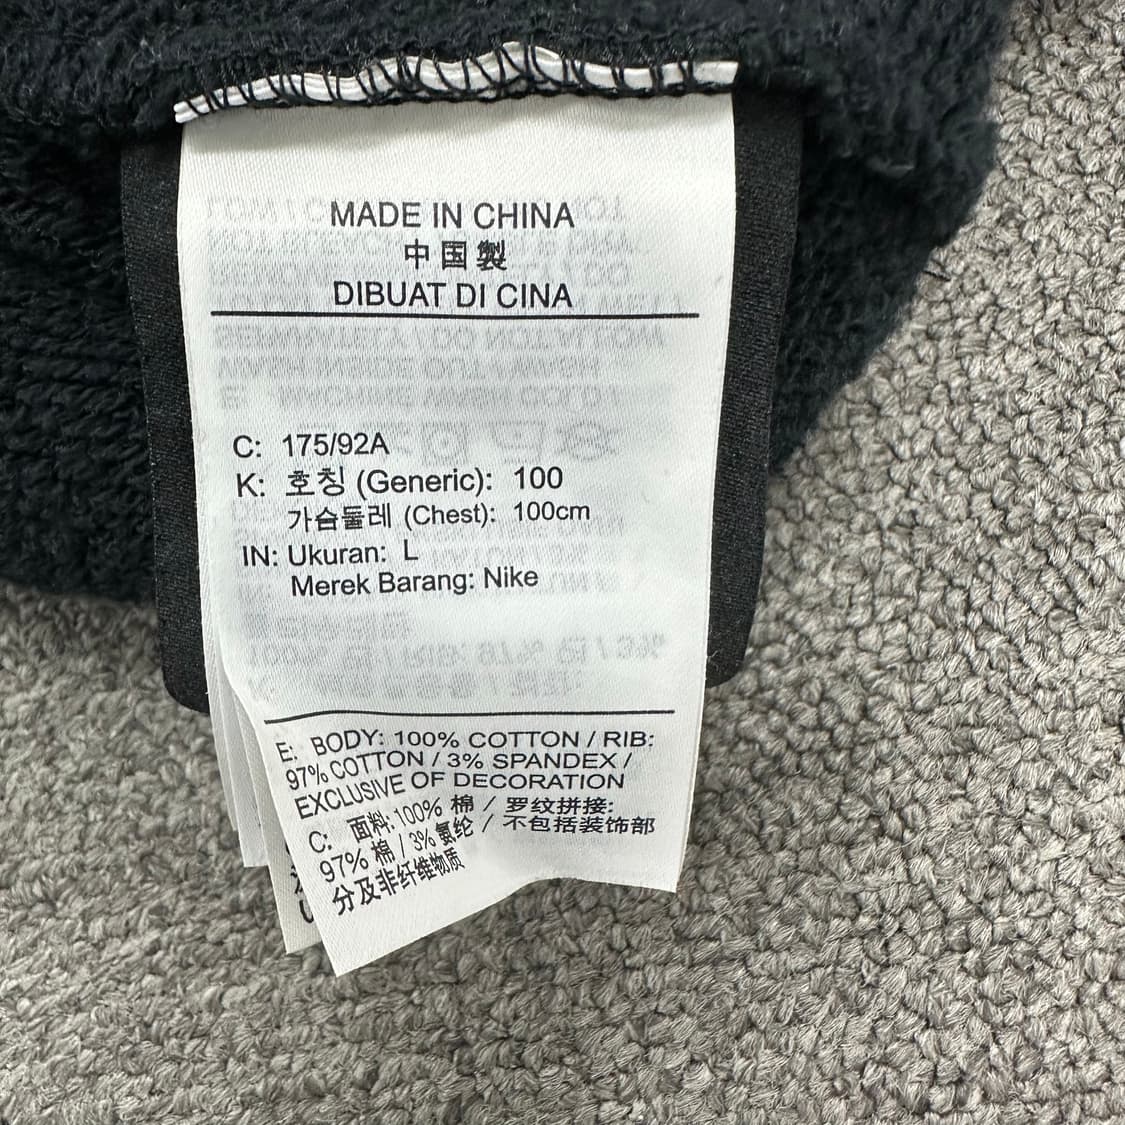 MADE IN CHINA
中国製
DIBUAT DI CINA
C: 175/92A
K: 호칭 (Generic): 100
가슴둘레 (Chest): 100cm
IN: Ukuran: L
Merek Barang: Nike
E: BODY: 100% COTTON / RIB:
97% COTTON / 3% SPANDEX /
EXCLUSIVE OF DECORATION
C: 面料:100% 棉 / 罗纹拼接:
97% 棉 / 3% 氨纶 / 不包括装饰部
分及非纤维物质